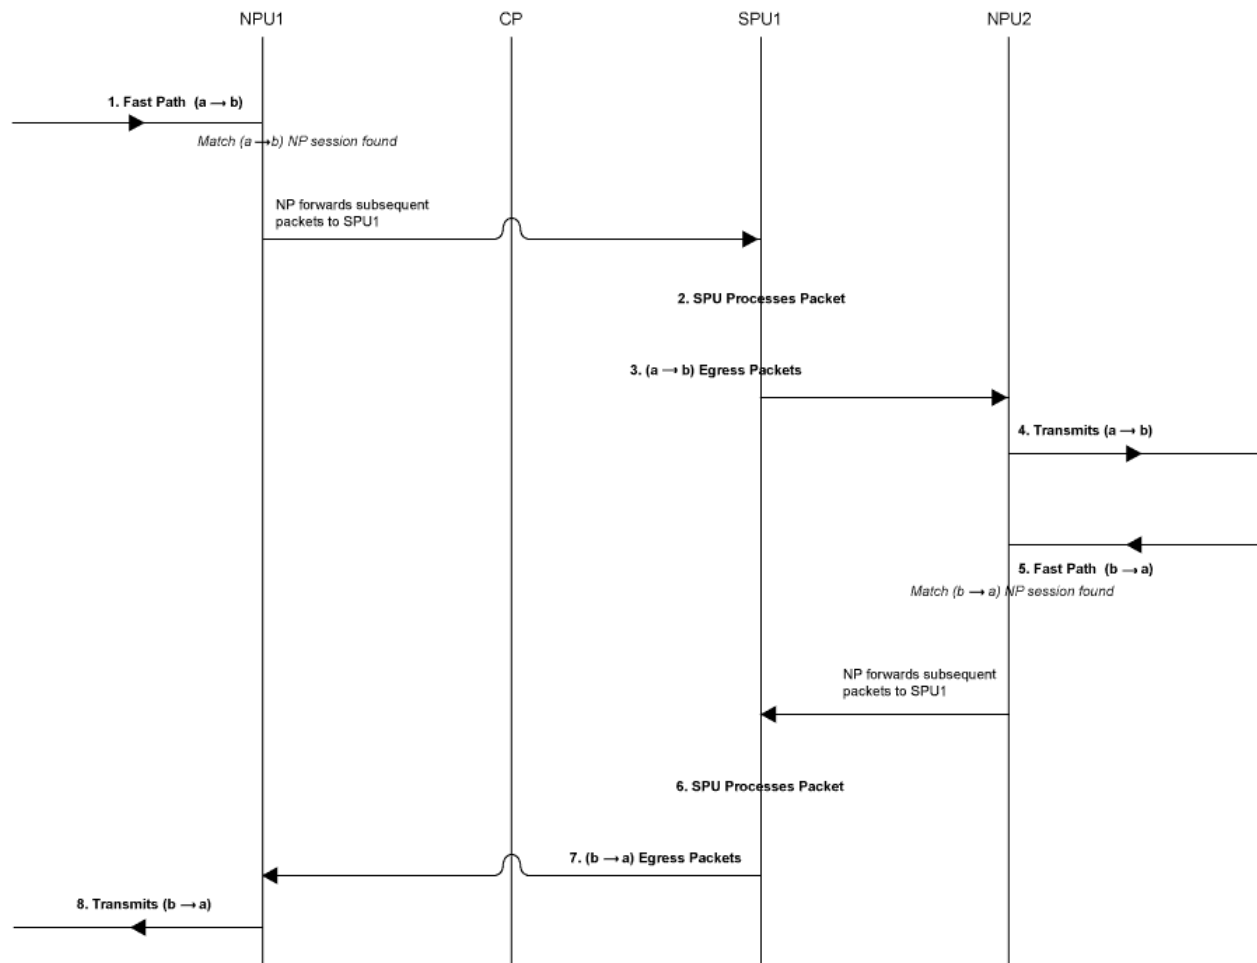 NPU1 CP SPU1 NPU2
1. Fast Path (a → b)
Match (a → b) NP session found
NP forwards subsequent
packets to SPU1
2. SPU Processes Packet
3. (a → b) Egress Packets
4. Transmits (a → b)
5. Fast Path (b → a)
Match (b → a) NP session found
NP forwards subsequent
packets to SPU1
6. SPU Processes Packet
7. (b → a) Egress Packets
8. Transmits (b → a)